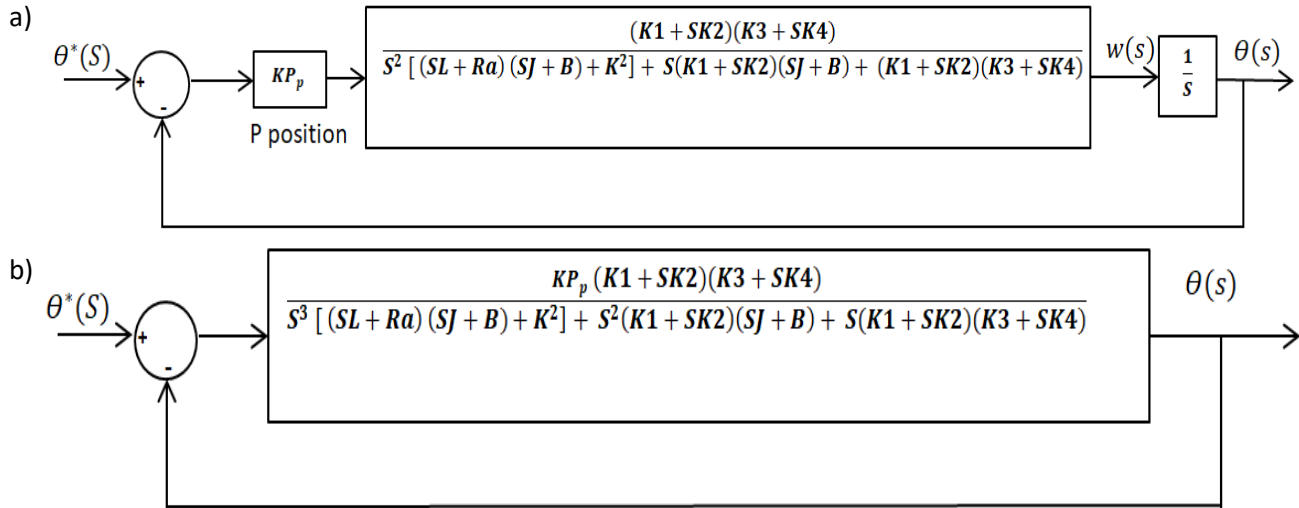 a)
θ*(S)
+
-
KPₚ
P position
(K1 + SK2)(K3 + SK4)
S² [ (SL + Ra) (SJ + B) + K²] + S(K1 + SK2)(SJ + B) + (K1 + SK2)(K3 + SK4)
w(s)
1
S
θ(s)
b)
θ*(S)
+
-
KPₚ (K1 + SK2)(K3 + SK4)
S³ [ (SL + Ra) (SJ + B) + K²] + S²(K1 + SK2)(SJ + B) + S(K1 + SK2)(K3 + SK4)
θ(s)